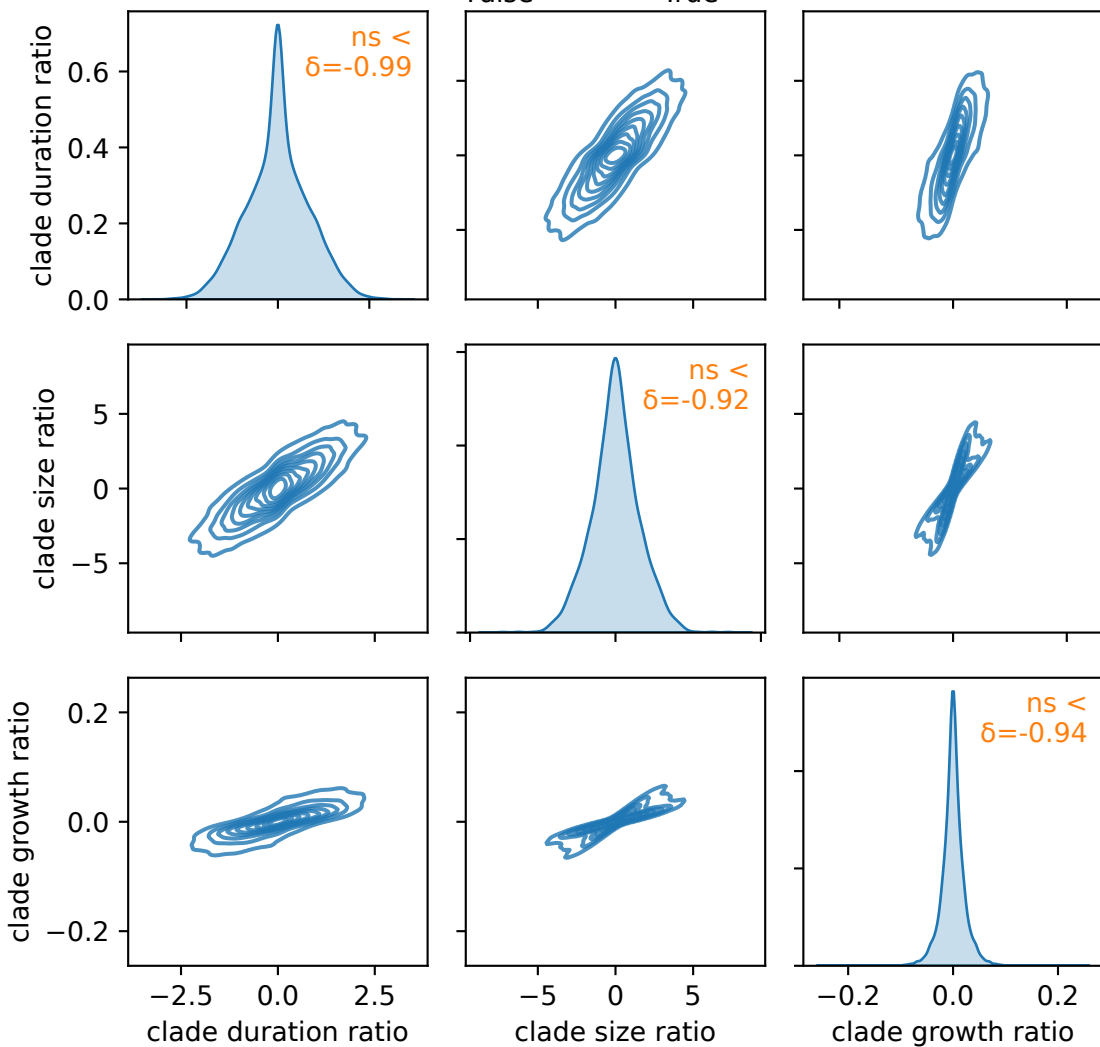 clade duration ratio
0.6
0.4
0.2
0.0
ns <
δ=-0.99
clade size ratio
5
0
−5
ns <
δ=-0.92
clade growth ratio
0.2
0.0
−0.2
ns <
δ=-0.94
−2.5 0.0 2.5
−5 0 5
−0.2 0.0 0.2
clade duration ratio
clade size ratio
clade growth ratio